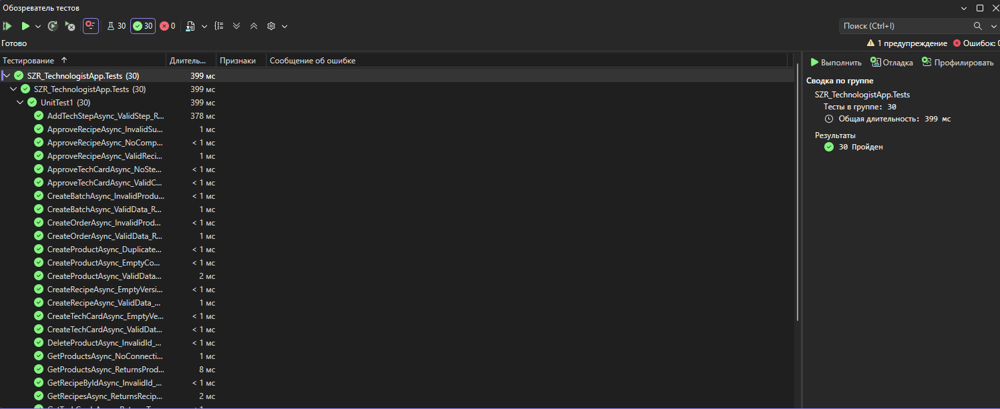 Обозреватель тестов
30 30 0 Поиск (Ctrl+I)
Готово 1 предупреждение Ошибок: 0
Тестирование Длитель... Признаки Сообщение об ошибке
SZR_TechnologistApp.Tests (30) 399 мс
SZR_TechnologistApp.Tests (30) 399 мс
UnitTest1 (30) 399 мс
AddTechStepAsync_ValidStep_R... 378 мс
ApproveRecipeAsync_InvalidSu... 1 мс
ApproveRecipeAsync_NoComp... < 1 мс
ApproveRecipeAsync_ValidReci... 1 мс
ApproveTechCardAsync_NoSte... < 1 мс
ApproveTechCardAsync_ValidC... < 1 мс
CreateBatchAsync_InvalidProdu... < 1 мс
CreateBatchAsync_ValidData_R... 1 мс
CreateOrderAsync_InvalidProd... < 1 мс
CreateOrderAsync_ValidData_R... 1 мс
CreateProductAsync_Duplicate... < 1 мс
CreateProductAsync_EmptyCo... < 1 мс
CreateProductAsync_ValidData... 2 мс
CreateRecipeAsync_EmptyVersi... < 1 мс
CreateRecipeAsync_ValidData_... 1 мс
CreateTechCardAsync_EmptyVe... < 1 мс
CreateTechCardAsync_ValidDat... < 1 мс
DeleteProductAsync_InvalidId_... < 1 мс
GetProductsAsync_NoConnecti... 1 мс
GetProductsAsync_ReturnsProd... 8 мс
GetRecipeByIdAsync_InvalidId_... < 1 мс
GetRecipesAsync_ReturnsRecip... 2 мс
Выполнить Отладка Профилировать
Сводка по группе
SZR_TechnologistApp.Tests
Тесты в группе: 30
Общая длительность: 399 мс
Результаты
30 Пройден